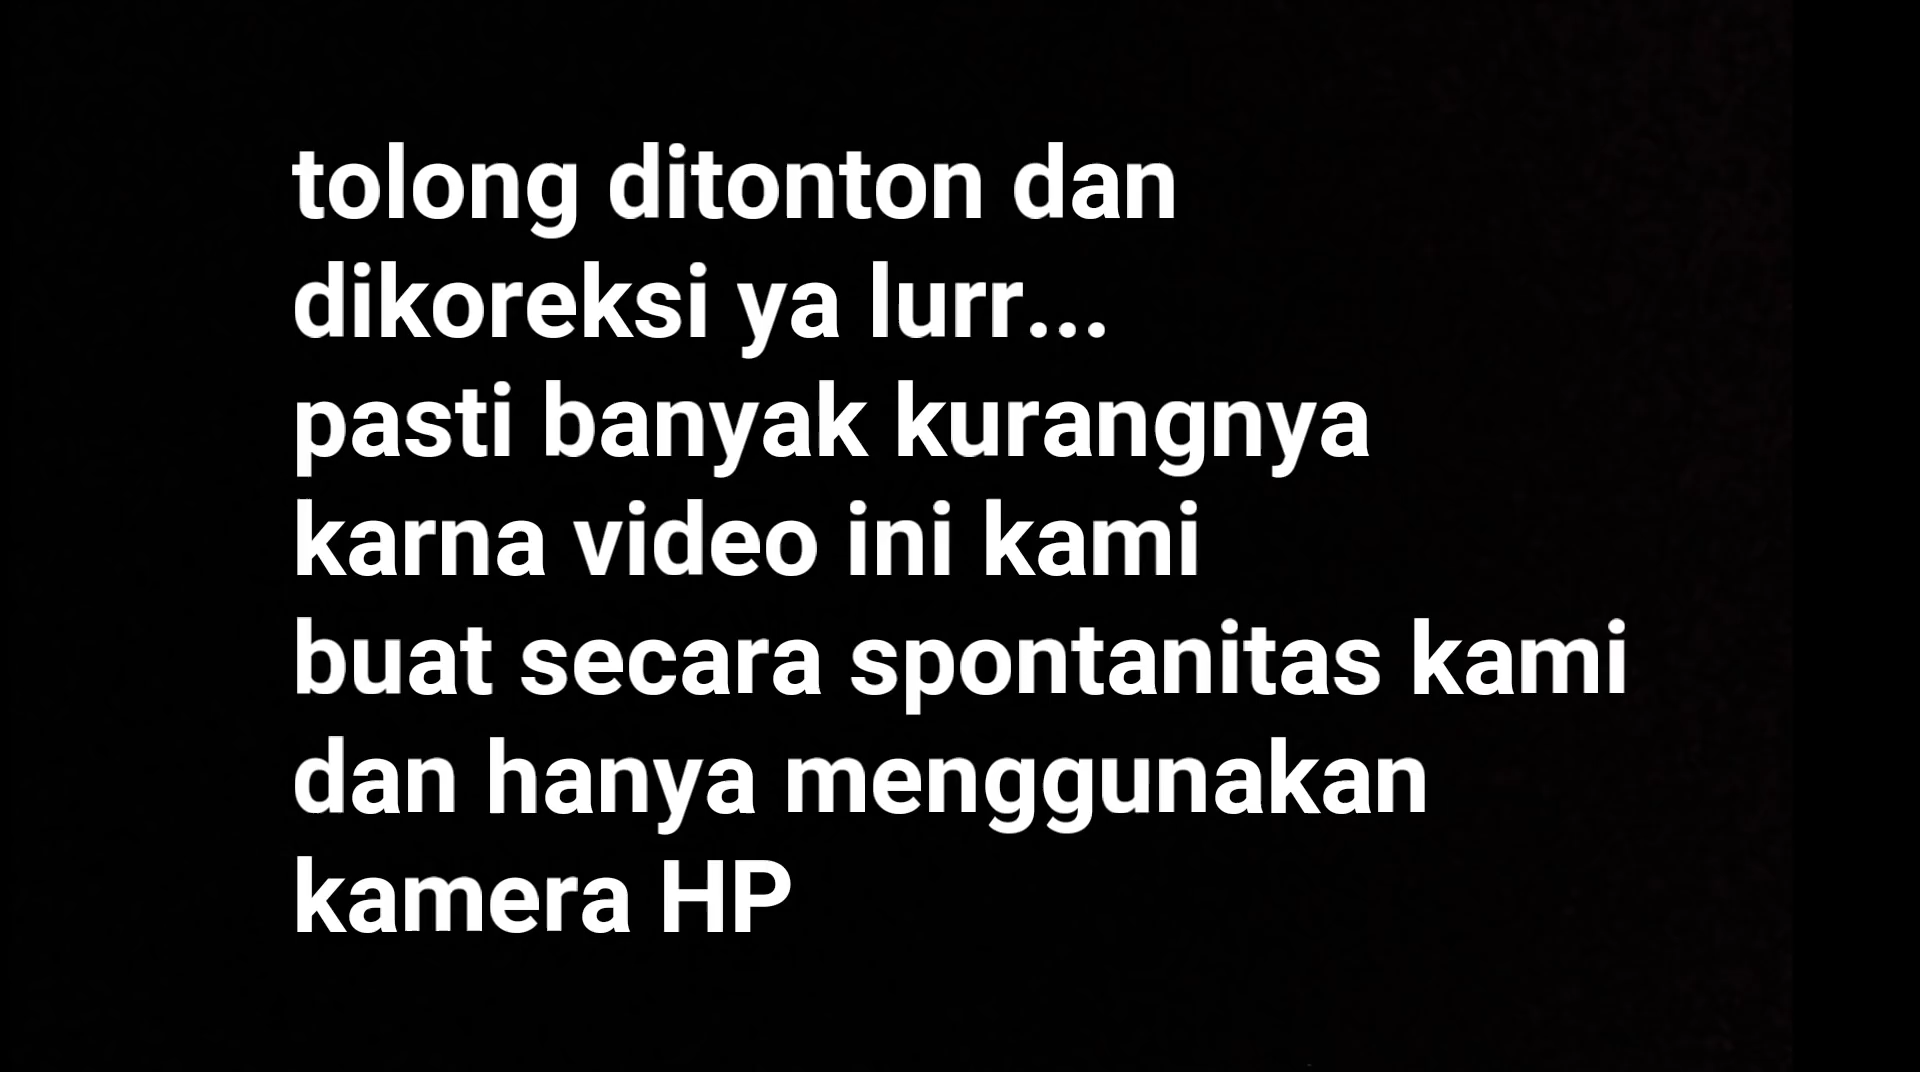 tolong ditonton dan
dikoreksi ya lurr...
pasti banyak kurangnya
karna video ini kami
buat secara spontanitas kami
dan hanya menggunakan
kamera HP